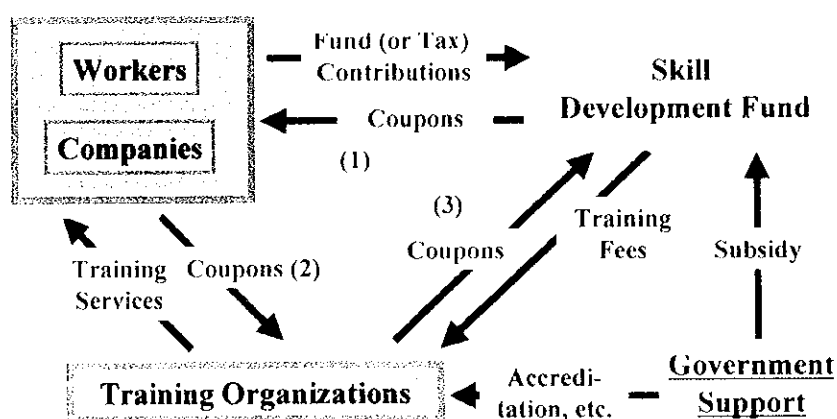 Workers
Companies
Fund (or Tax)
Contributions
Coupons
(1)
Skill
Development Fund
Training
Services
Coupons (2)
(3)
Coupons
Training
Fees
Subsidy
Training Organizations
Accredi-
tation, etc.
Government
Support